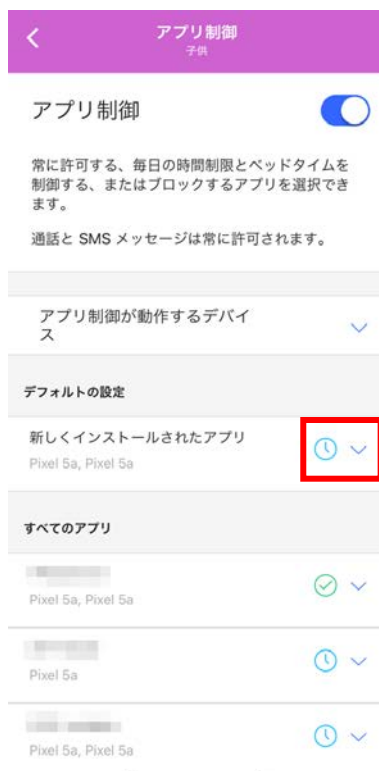 アプリ制御
子供
アプリ制御
常に許可する、毎日の時間制限とベッドタイムを
制御する、またはブロックするアプリを選択でき
ます。
通話と SMS メッセージは常に許可されます。
アプリ制御が動作するデバイ
ス
デフォルトの設定
新しくインストールされたアプリ
Pixel 5a, Pixel 5a
すべてのアプリ
Pixel 5a, Pixel 5a
Pixel 5a
Pixel 5a, Pixel 5a